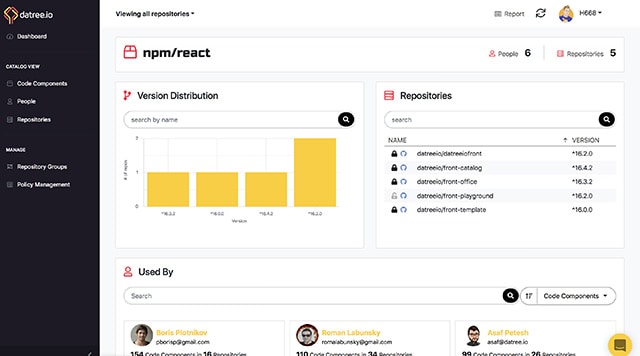 datree.io
Viewing all repositories
Report
H668
Dashboard
CATALOG VIEW
Code Components
People
Repositories
MANAGE
Repository Groups
Policy Management
npm/react
People 6
Repositories 5
Version Distribution
search by name
2
1
0
# of repos
^16.3.2
^16.0.0
^16.4.2
^16.2.0
Version
Repositories
search
NAME VERSION
datreeio/datreeiofront ^16.2.0
datreeio/front-catalog ^16.4.2
datreeio/front-office ^16.3.2
datreeio/front-playground ^16.2.0
datreeio/front-template ^16.0.0
Used By
Search
Code Components
Boris Plotnikov
pborisp@gmail.com
154 Code Components in 16 Repositories
Roman Labunsky
romalabunsky@gmail.com
110 Code Components in 34 Repositories
Asaf Petesh
asaf@datree.io
99 Code Components in 26 Repositories